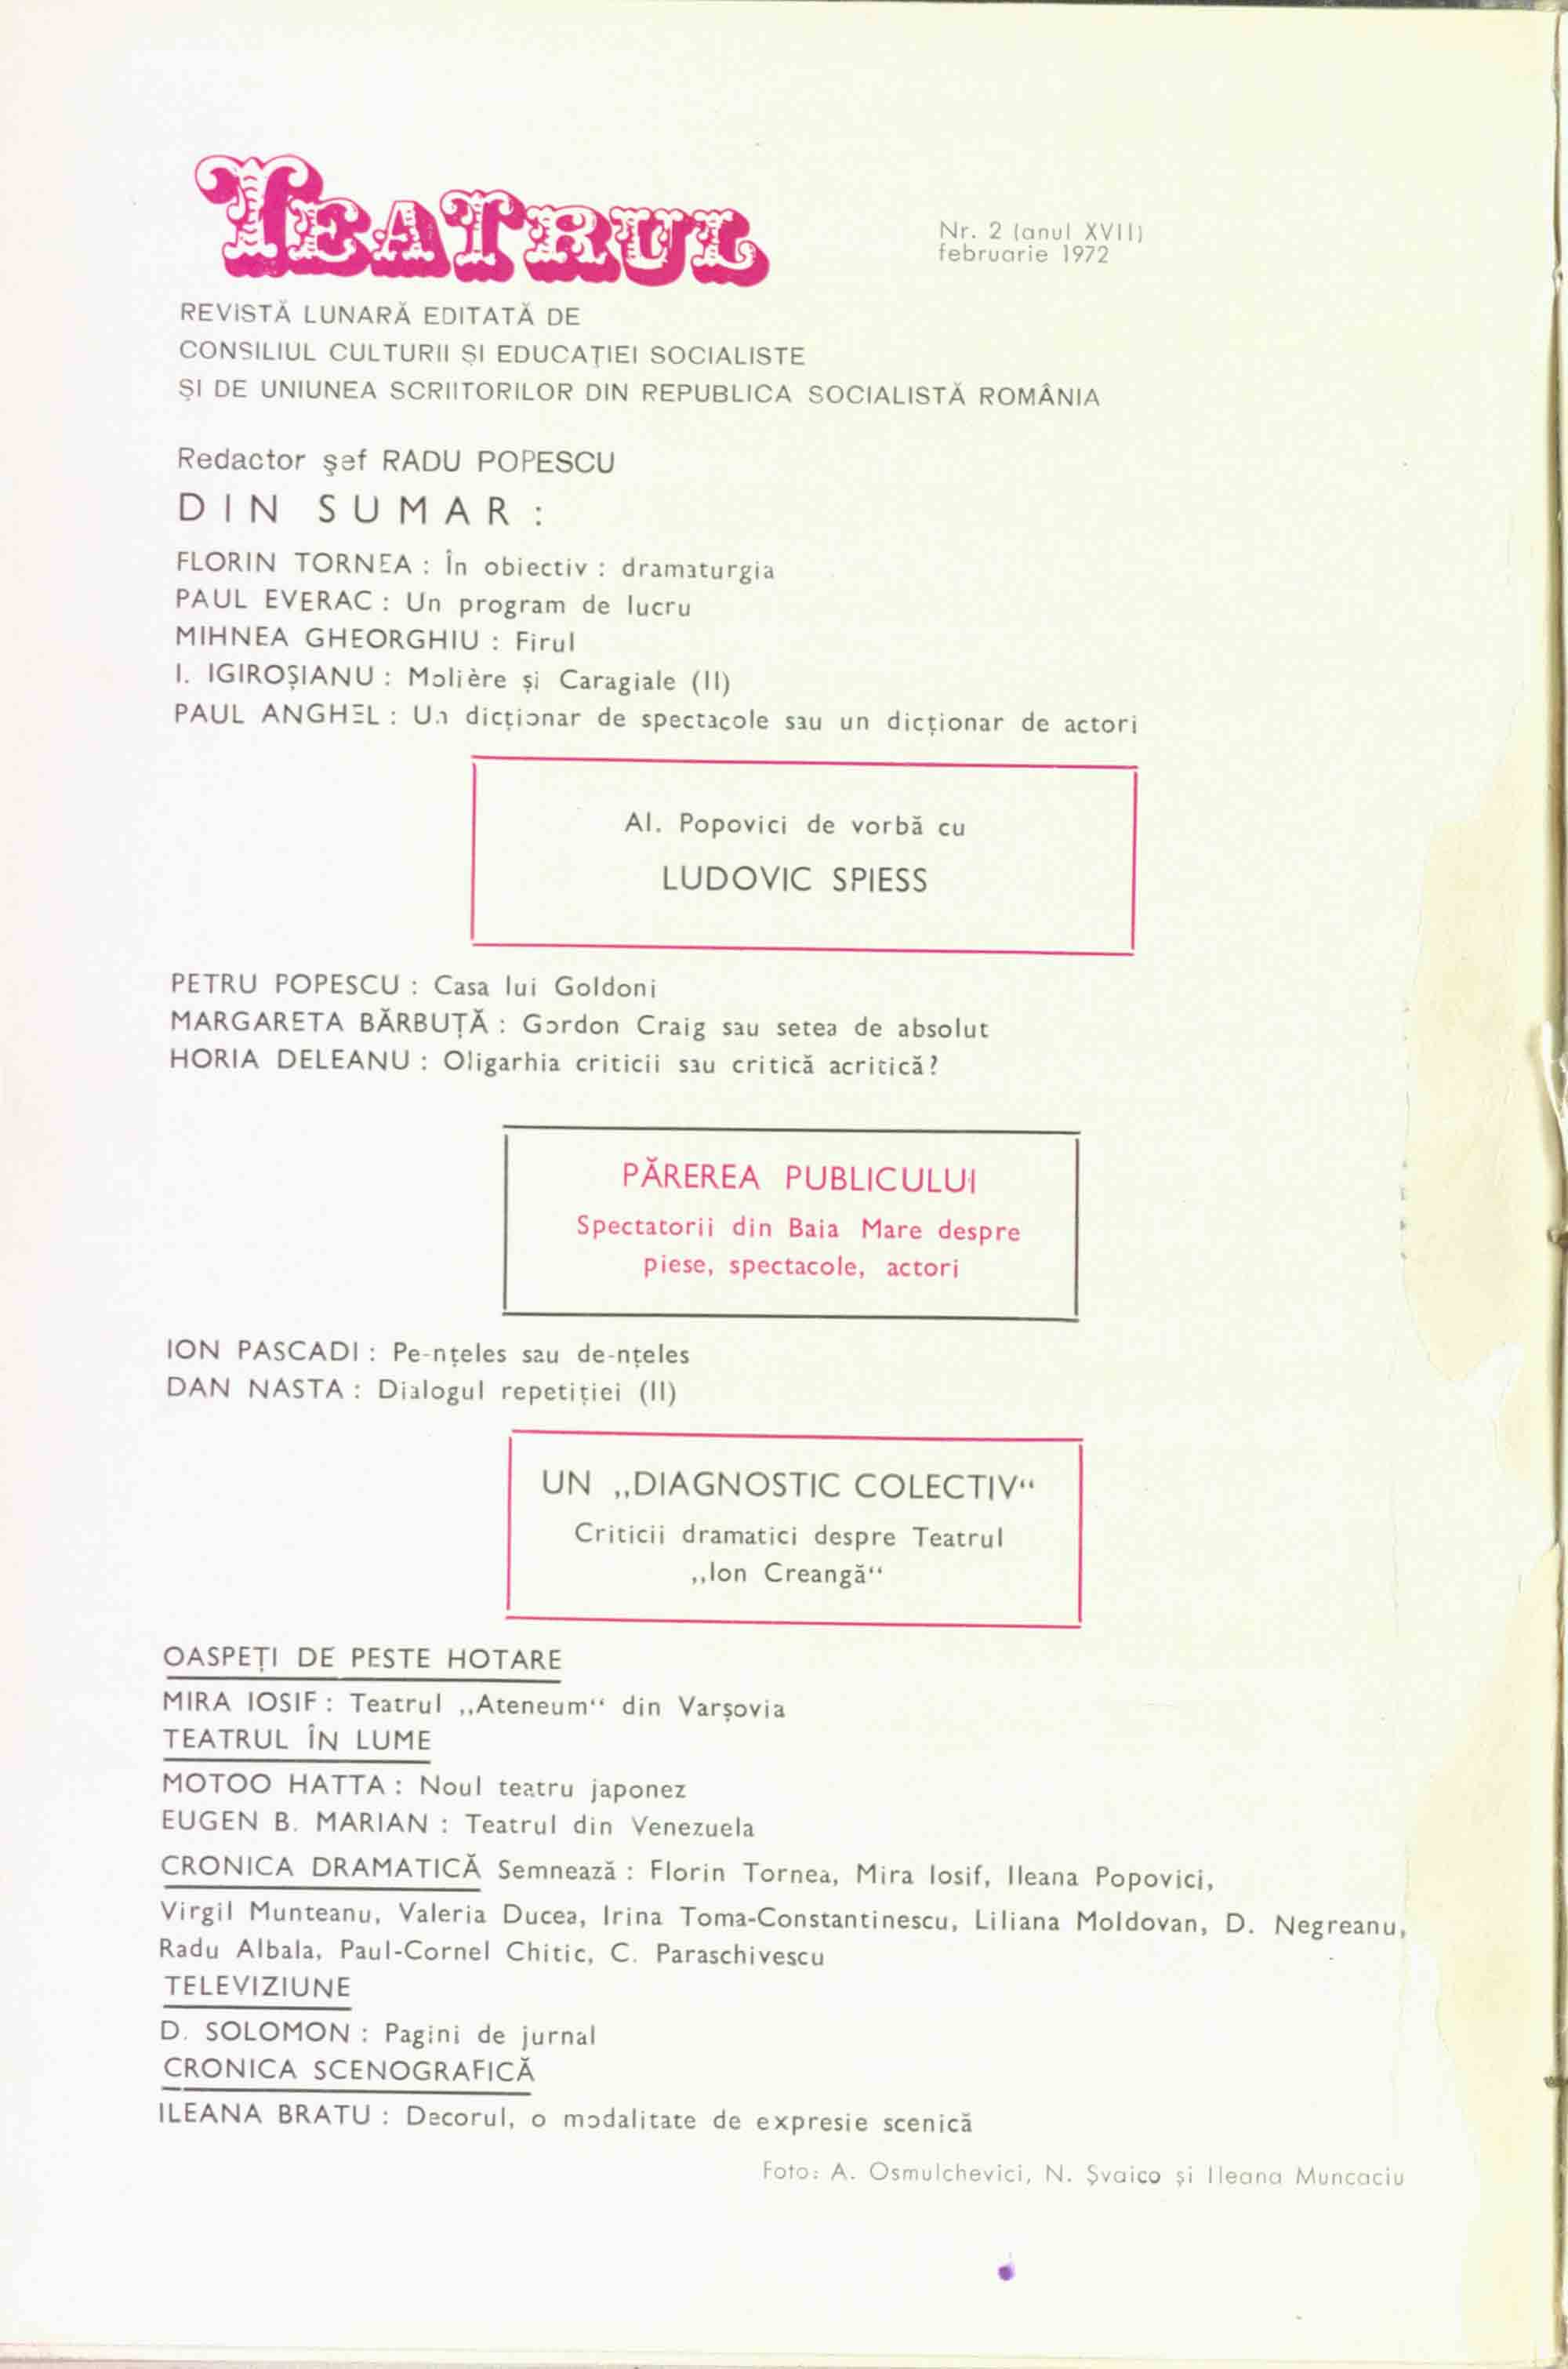 TEATRUL
Nr. 2 (anul XVII)
februarie 1972
REVISTĂ LUNARĂ EDITATĂ DE
CONSILIUL CULTURII ȘI EDUCAȚIEI SOCIALISTE
ȘI DE UNIUNEA SCRIITORILOR DIN REPUBLICA SOCIALISTĂ ROMÂNIA
Redactor șef RADU POPESCU
DIN SUMAR :
FLORIN TORNEA : În obiectiv : dramaturgia
PAUL EVERAC : Un program de lucru
MIHNEA GHEORGHIU : Firul
I. IGIROȘIANU : Molière și Caragiale (II)
PAUL ANGHEL : Un dicționar de spectacole sau un dicționar de actori
Al. Popovici de vorbă cu
LUDOVIC SPIESS
PETRU POPESCU : Casa lui Goldoni
MARGARETA BĂRBUȚĂ : Gordon Craig sau setea de absolut
HORIA DELEANU : Oligarhia criticii sau critică acritică?
PĂREREA PUBLICULUI
Spectatorii din Baia Mare despre
piese, spectacole, actori
ION PASCADI : Pe-nțeles sau de-nțeles
DAN NASTA : Dialogul repetiției (II)
UN „DIAGNOSTIC COLECTIV“
Criticii dramatici despre Teatrul
„Ion Creangă“
OASPEȚI DE PESTE HOTARE
MIRA IOSIF : Teatrul „Ateneum“ din Varșovia
TEATRUL ÎN LUME
MOTOO HATTA : Noul teatru japonez
EUGEN B. MARIAN : Teatrul din Venezuela
CRONICA DRAMATICĂ Semnează : Florin Tornea, Mira Iosif, Ileana Popovici,
Virgil Munteanu, Valeria Ducea, Irina Toma-Constantinescu, Liliana Moldovan, D. Negreanu,
Radu Albala, Paul-Cornel Chitic, C. Paraschivescu
TELEVIZIUNE
D. SOLOMON : Pagini de jurnal
CRONICA SCENOGRAFICĂ
ILEANA BRATU : Decorul, o modalitate de expresie scenică
Foto: A. Osmulchevici, N. Șvaico și Ileana Muncaciu